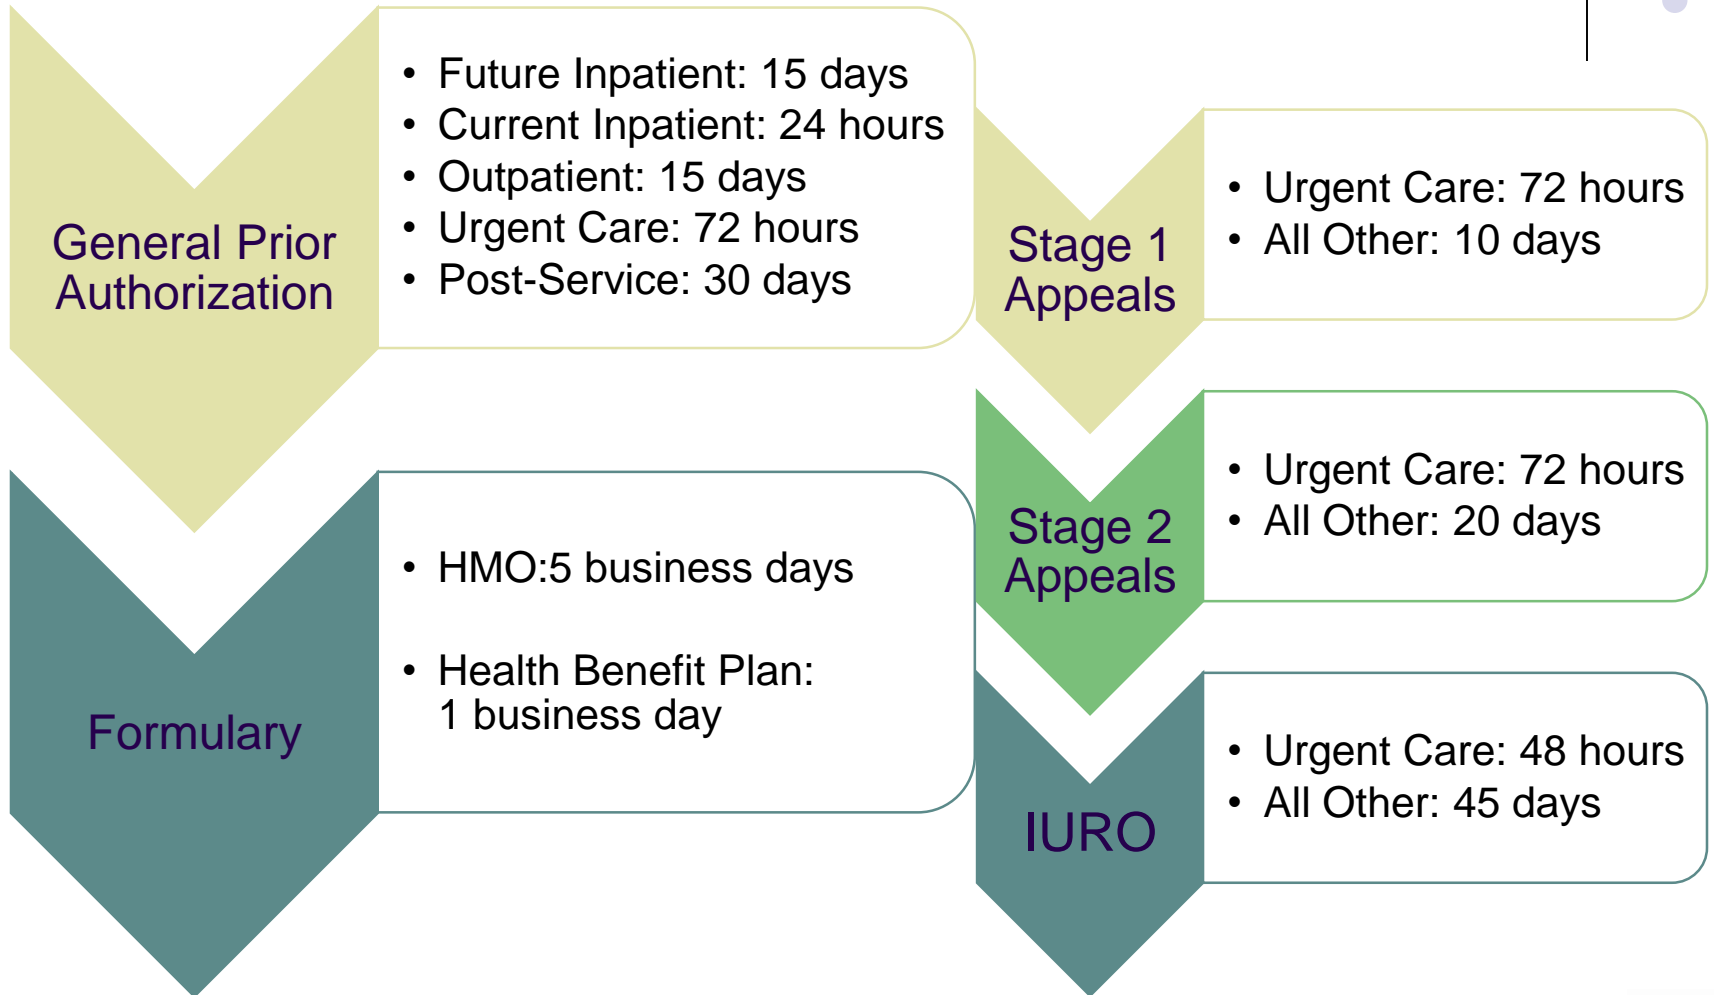 General Prior
Authorization
• Future Inpatient: 15 days
• Current Inpatient: 24 hours
• Outpatient: 15 days
• Urgent Care: 72 hours
• Post-Service: 30 days
Formulary
• HMO:5 business days
• Health Benefit Plan:
1 business day
Stage 1
Appeals
• Urgent Care: 72 hours
• All Other: 10 days
Stage 2
Appeals
• Urgent Care: 72 hours
• All Other: 20 days
IURO
• Urgent Care: 48 hours
• All Other: 45 days